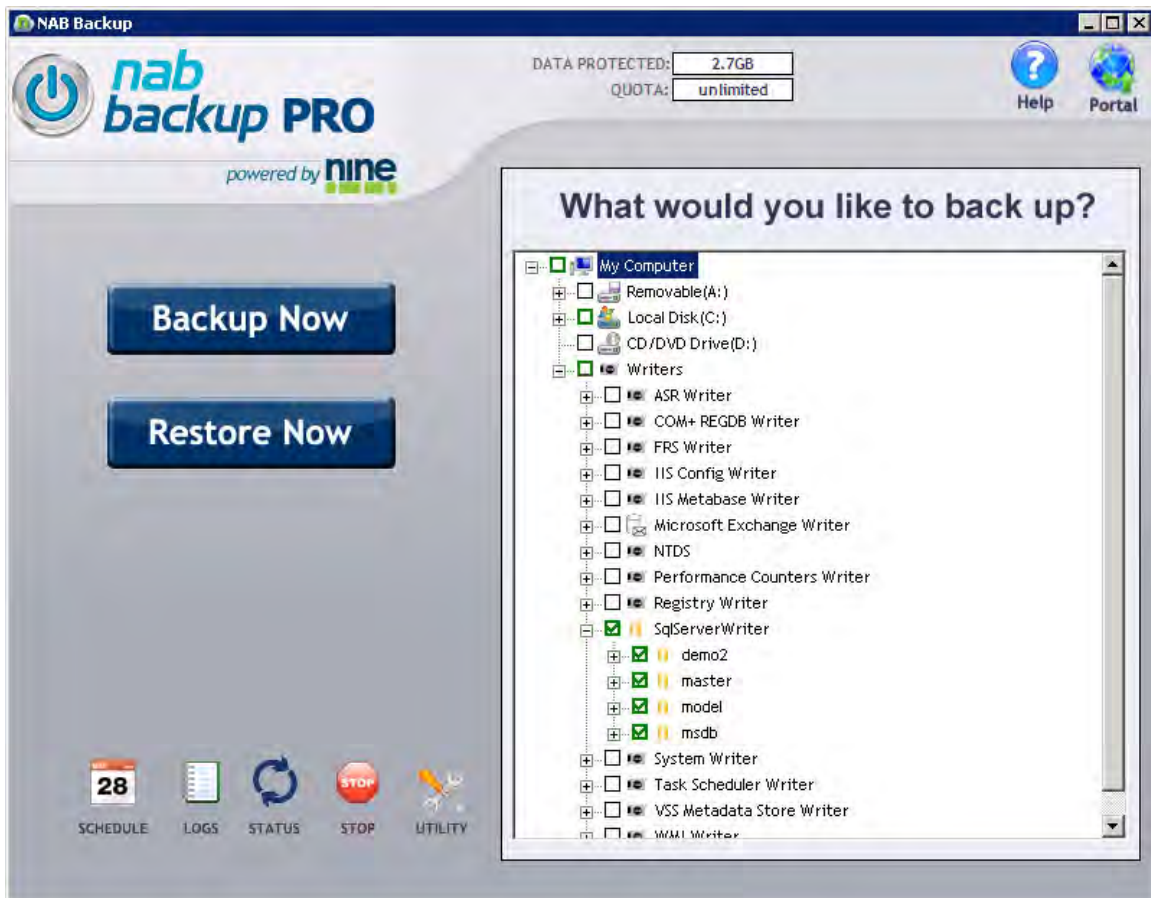 NAB Backup
nab
backup PRO
powered by nine
DATA PROTECTED: 2.7GB
QUOTA: unlimited
Help
Portal
What would you like to back up?
Backup Now
Restore Now
My Computer
Removable(A:)
Local Disk(C:)
CD/DVD Drive(D:)
Writers
ASR Writer
COM+ REGDB Writer
FRS Writer
IIS Config Writer
IIS Metabase Writer
Microsoft Exchange Writer
NTDS
Performance Counters Writer
Registry Writer
SqlServerWriter
demo2
master
model
msdb
System Writer
Task Scheduler Writer
VSS Metadata Store Writer
WMI Writer
28
STOP
SCHEDULE
LOGS
STATUS
STOP
UTILITY